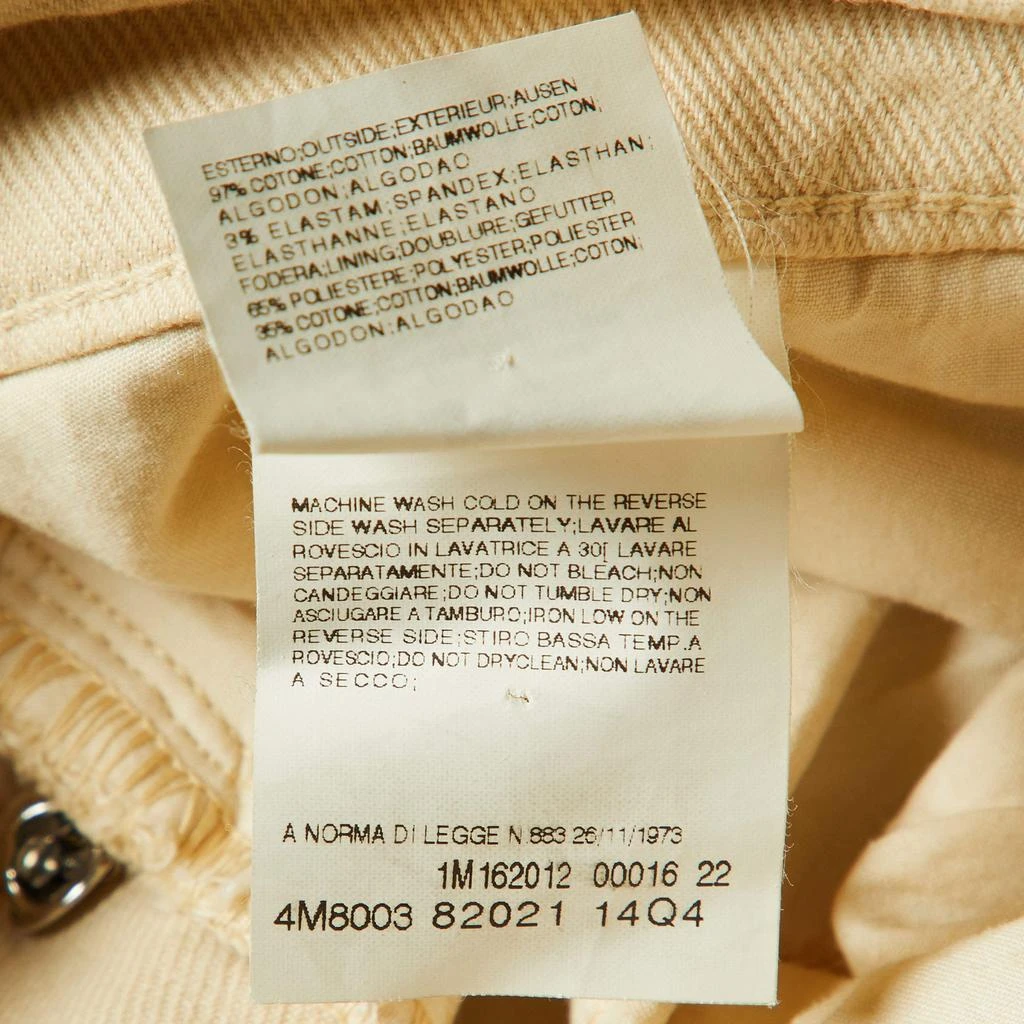 ESTERNO;OUTSIDE;EXTERIEUR;AUSEN
97% COTONE;COTTON;BAUMWOLLE;COTON;
ALGODON;ALGODAO
3% ELASTAM;SPANDEX;ELASTHAN;
ELASTHANNE;ELASTANO
FODERA;LINING;DOUBLURE;GEFUTTER
65% POLIESTERE;POLYESTER;POLIESTER
35% COTONE;COTTON;BAUMWOLLE;COTON;
ALGODON;ALGODAO
MACHINE WASH COLD ON THE REVERSE
SIDE WASH SEPARATELY;LAVARE AL
ROVESCIO IN LAVATRICE A 30[ LAVARE
SEPARATAMENTE;DO NOT BLEACH;NON
CANDEGGIARE;DO NOT TUMBLE DRY;NON
ASCIUGARE A TAMBURO;IRON LOW ON THE
REVERSE SIDE;STIRO BASSA TEMP.A
ROVESCIO;DO NOT DRYCLEAN;NON LAVARE
A SECCO;
A NORMA DI LEGGE N.883 26/11/1973
1M162012 00016 22
4M8003 82021 14Q4